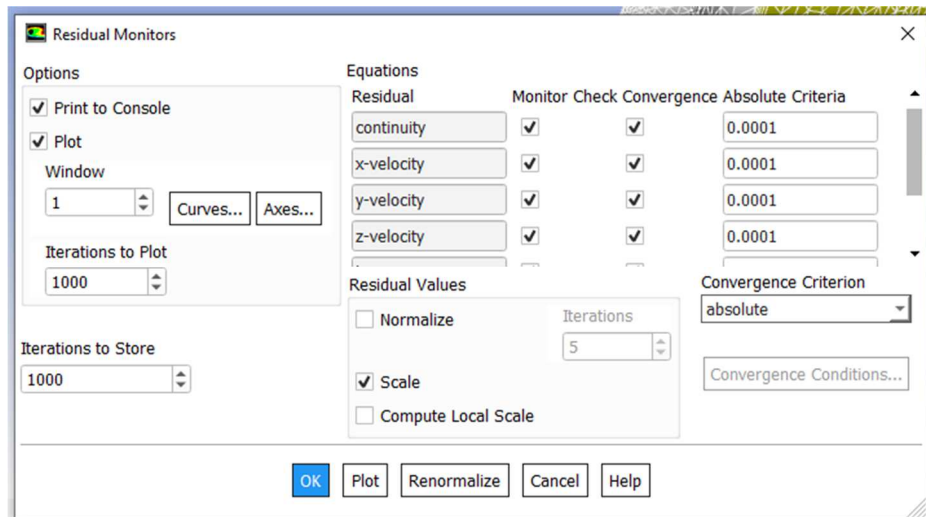 Residual Monitors
Options
Print to Console
Plot
Window
1
Curves...
Axes...
Iterations to Plot
1000
Iterations to Store
1000
Equations
Residual Monitor Check Convergence Absolute Criteria
continuity 0.0001
x-velocity 0.0001
y-velocity 0.0001
z-velocity 0.0001
Residual Values
Normalize
Iterations
5
Scale
Compute Local Scale
Convergence Criterion
absolute
Convergence Conditions...
OK Plot Renormalize Cancel Help